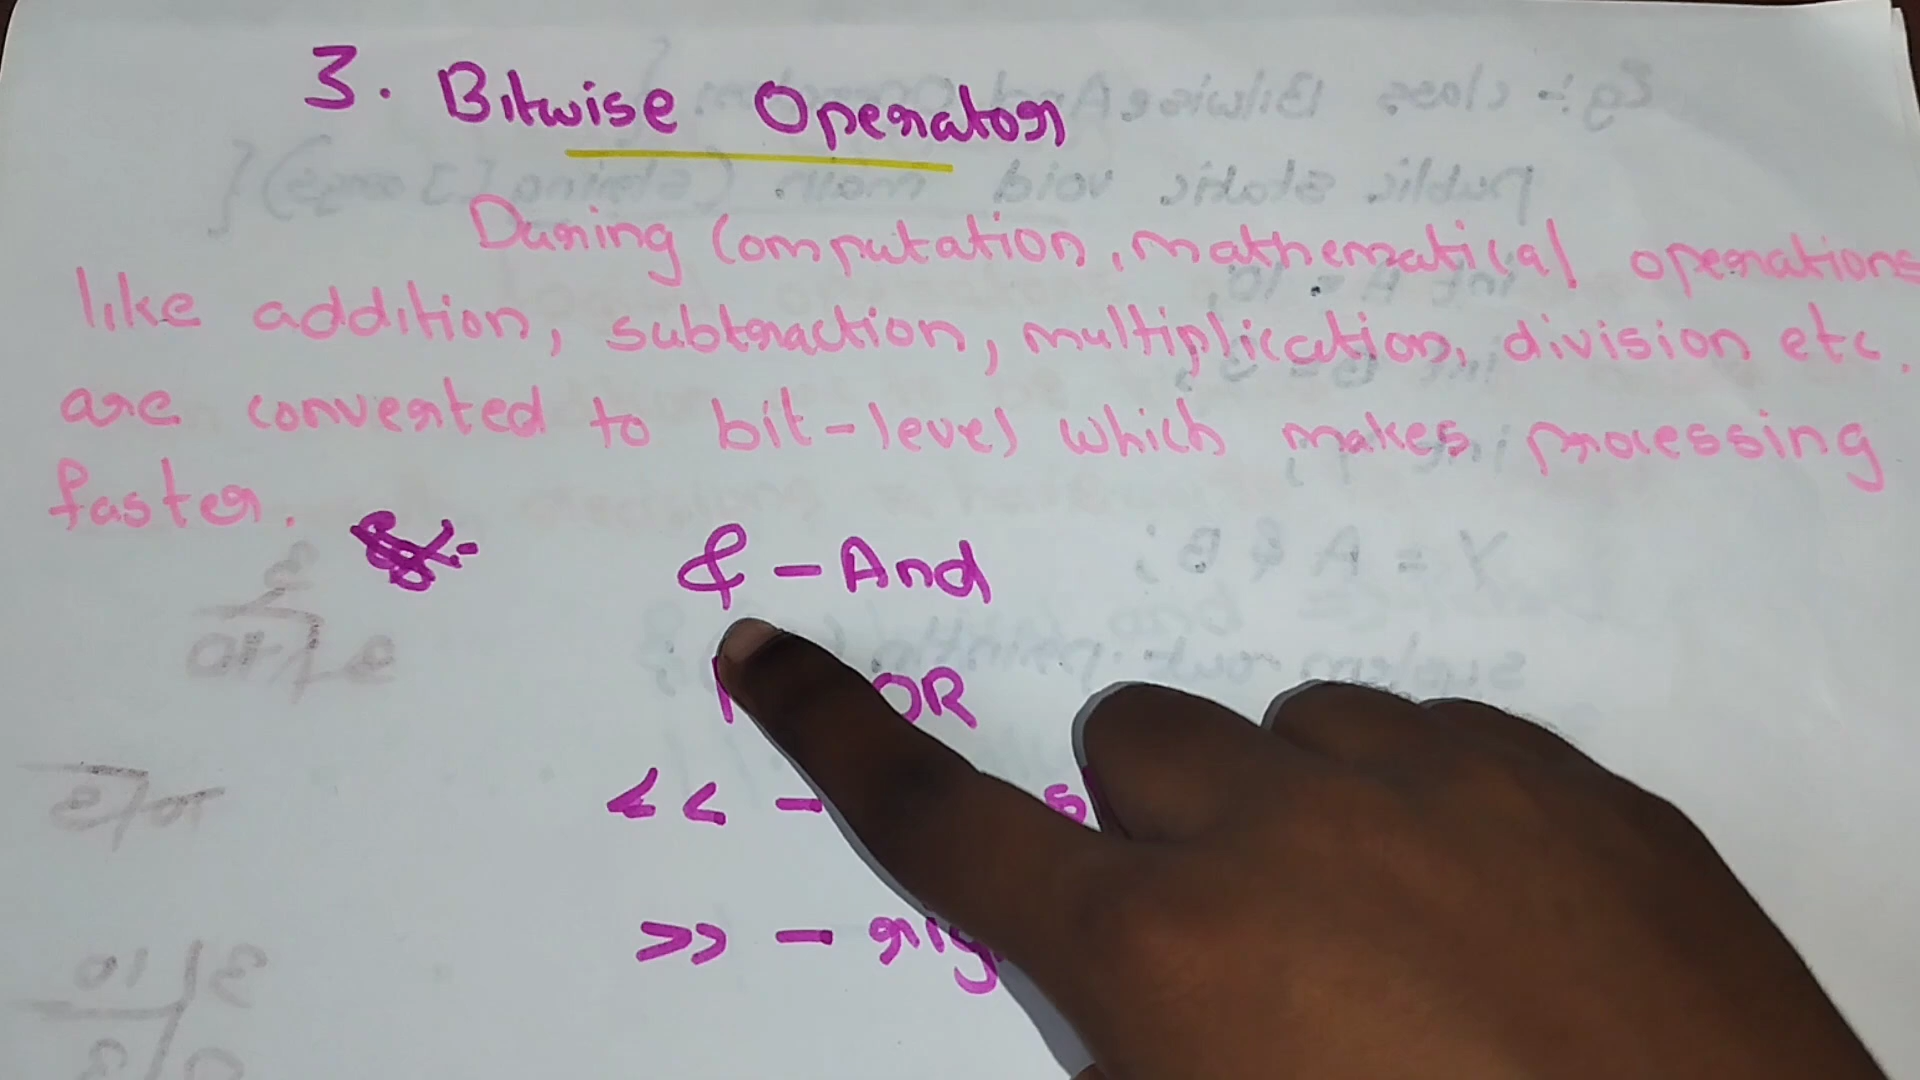 3. Bitwise Operator
During Computation, mathematical operations
like addition, subtraction, multiplication, division etc.
are converted to bit-level which makes processing
faster.
& - And
OR
<< -
>> -